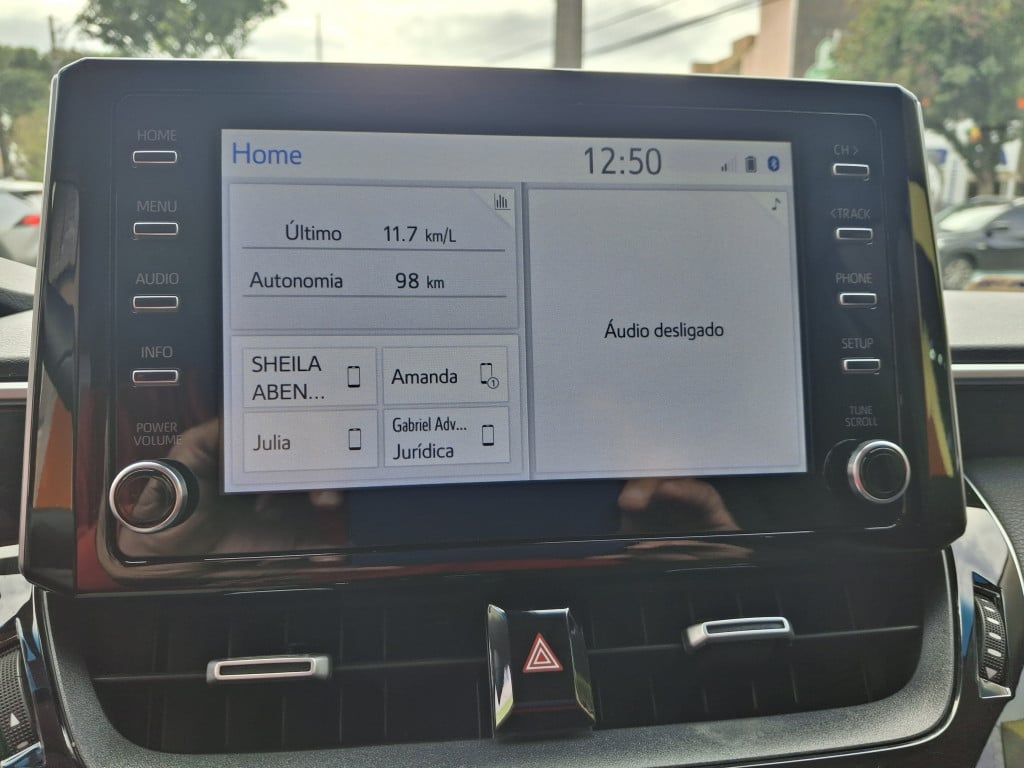 HOME
MENU
AUDIO
INFO
POWER
VOLUME
Home
12:50
Último 11.7 km/L
Autonomia 98 km
SHEILA
ABEN...
Amanda
1
Julia
Gabriel Adv...
Jurídica
Áudio desligado
CH >
< TRACK
PHONE
SETUP
TUNE
SCROLL